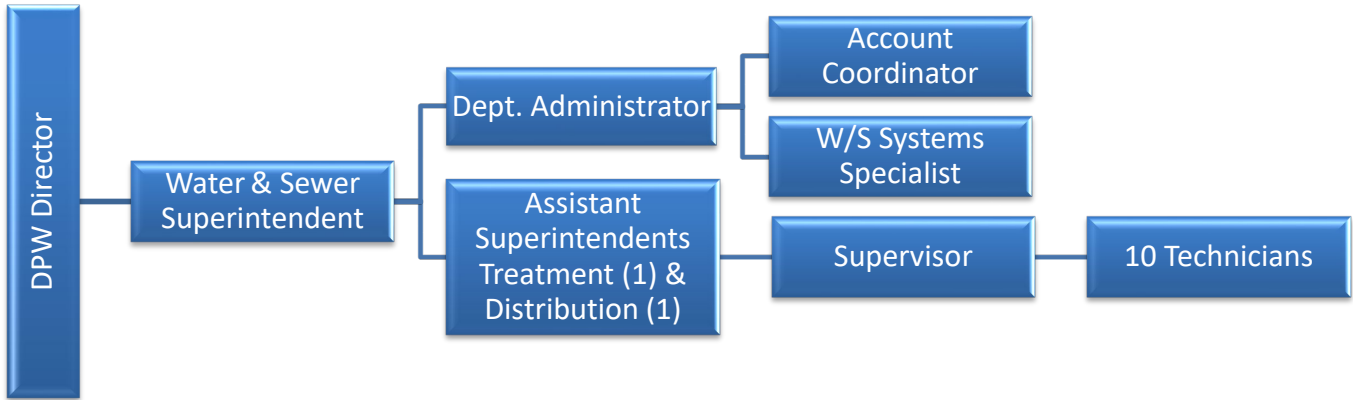 DPW Director
Water & Sewer
Superintendent
Dept. Administrator
Account
Coordinator
W/S Systems
Specialist
Assistant
Superintendents
Treatment (1) &
Distribution (1)
Supervisor
10 Technicians